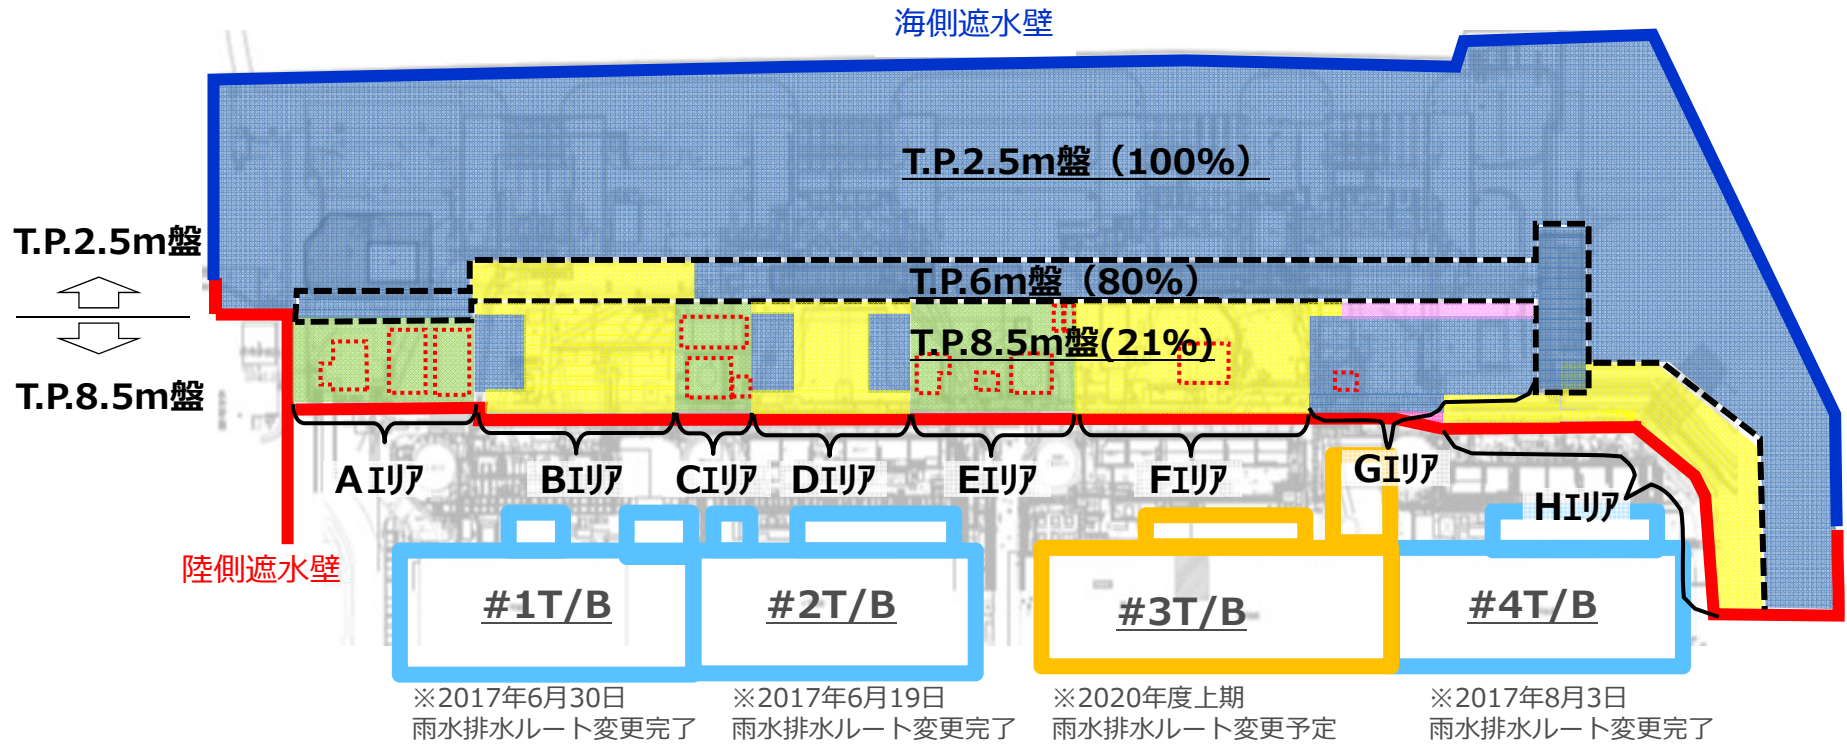 海側遮水壁
T.P.2.5m盤（100%）
T.P.2.5m盤
T.P.6m盤（80%）
T.P.8.5m盤(21%)
T.P.8.5m盤
Aエリア
Bエリア
Cエリア
Dエリア
Eエリア
Fエリア
Gエリア
Hエリア
陸側遮水壁
#1T/B
#2T/B
#3T/B
#4T/B
※2017年6月30日
雨水排水ルート変更完了
※2017年6月19日
雨水排水ルート変更完了
※2020年度上期
雨水排水ルート変更予定
※2017年8月3日
雨水排水ルート変更完了